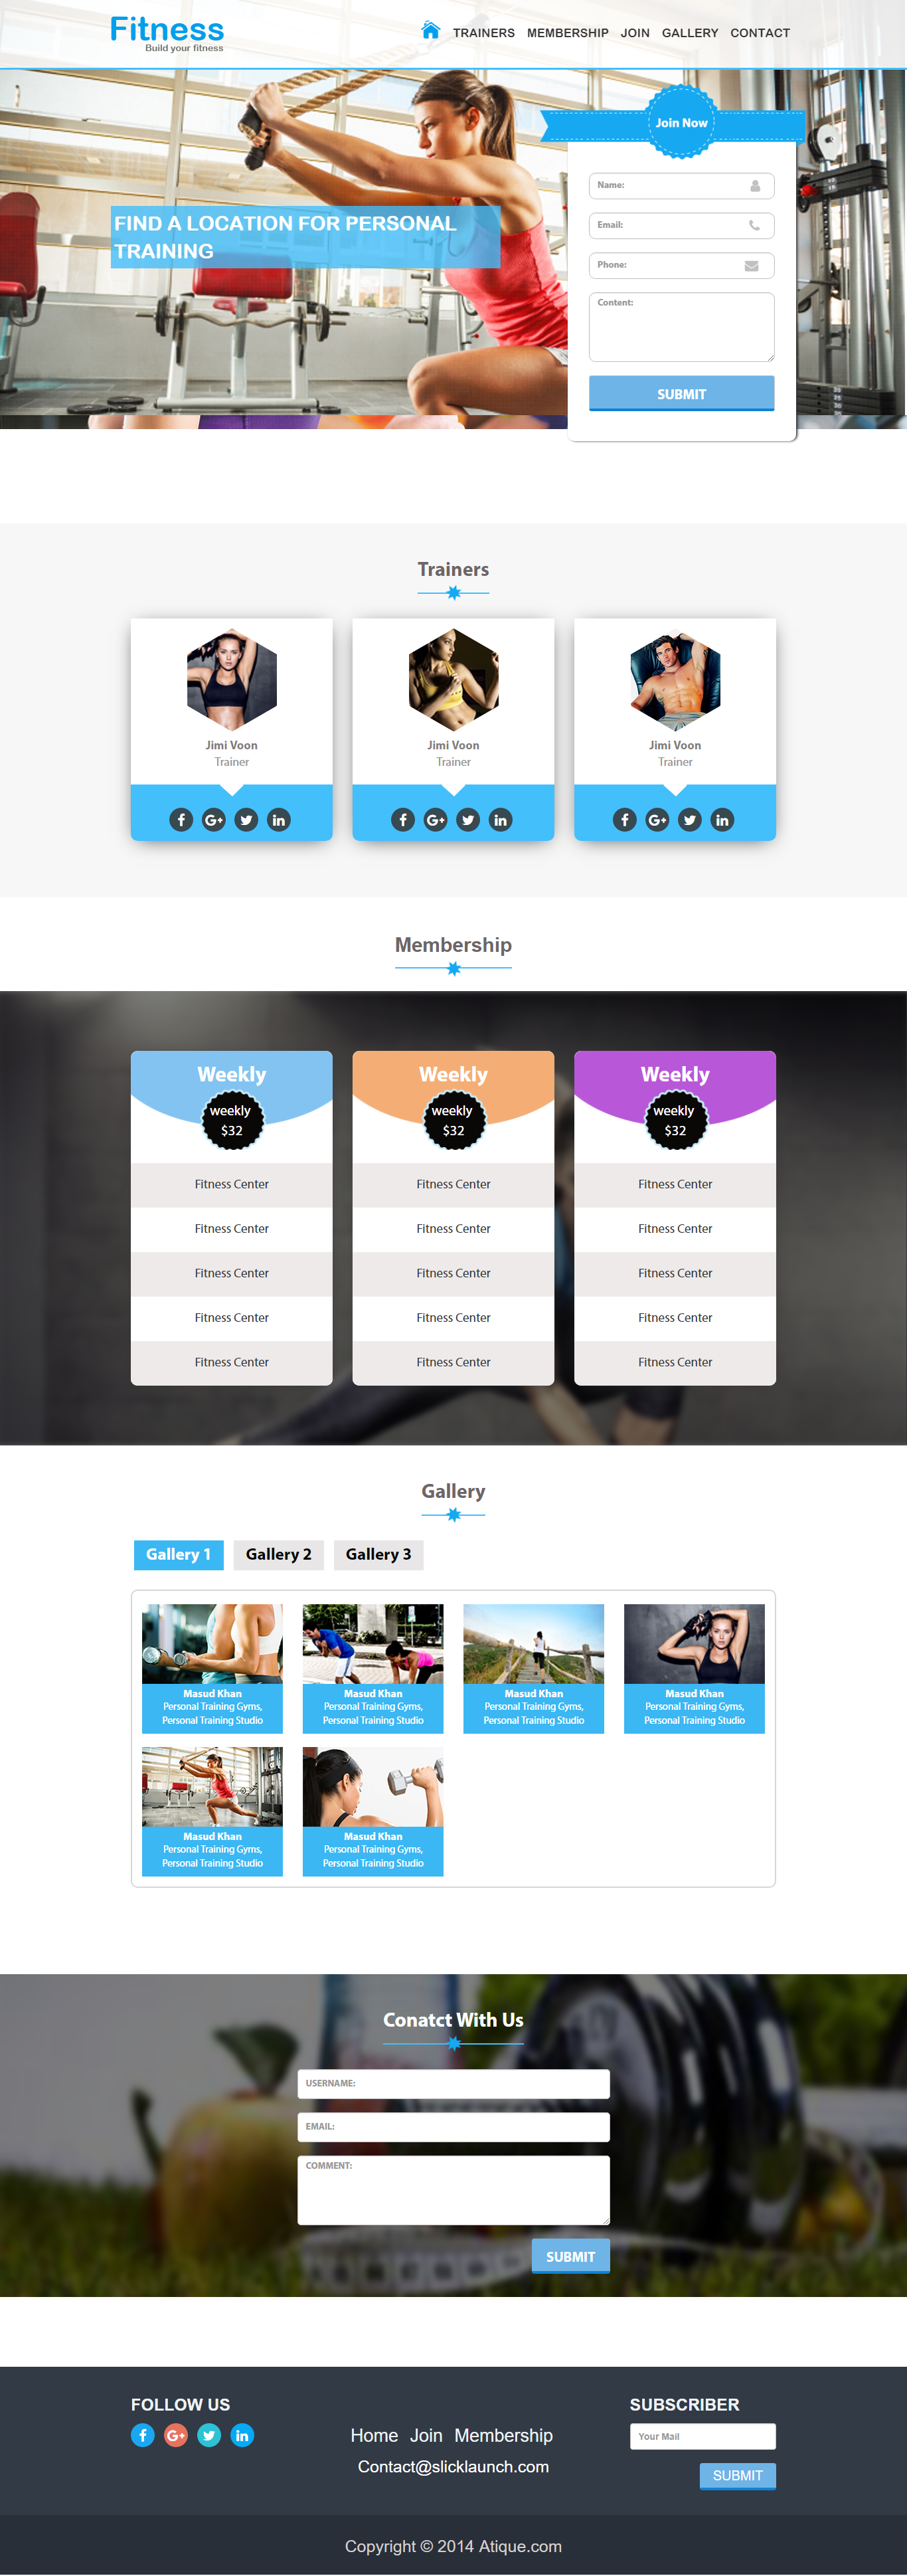 Fitness
Build your fitness
TRAINERS MEMBERSHIP JOIN GALLERY CONTACT
Join Now
FIND A LOCATION FOR PERSONAL
TRAINING
Name:
Email:
Phone:
Content:
SUBMIT
Trainers
Jimi Voon Jimi Voon Jimi Voon
Trainer Trainer Trainer
Membership
Weekly Weekly Weekly
weekly weekly weekly
$32 $32 $32
Fitness Center Fitness Center Fitness Center
Fitness Center Fitness Center Fitness Center
Fitness Center Fitness Center Fitness Center
Fitness Center Fitness Center Fitness Center
Fitness Center Fitness Center Fitness Center
Gallery
Gallery 1 Gallery 2 Gallery 3
Masud Khan Masud Khan Masud Khan Masud Khan
Personal Training Gyms, Personal Training Gyms, Personal Training Gyms, Personal Training Gyms,
Personal Training Studio Personal Training Studio Personal Training Studio Personal Training Studio
Masud Khan Masud Khan
Personal Training Gyms, Personal Training Gyms,
Personal Training Studio Personal Training Studio
Conatct With Us
USERNAME:
EMAIL:
COMMENT:
SUBMIT
FOLLOW US SUBSCRIBER
Home Join Membership
Your Mail
Contact@slicklaunch.com
SUBMIT
Copyright © 2014 Atique.com